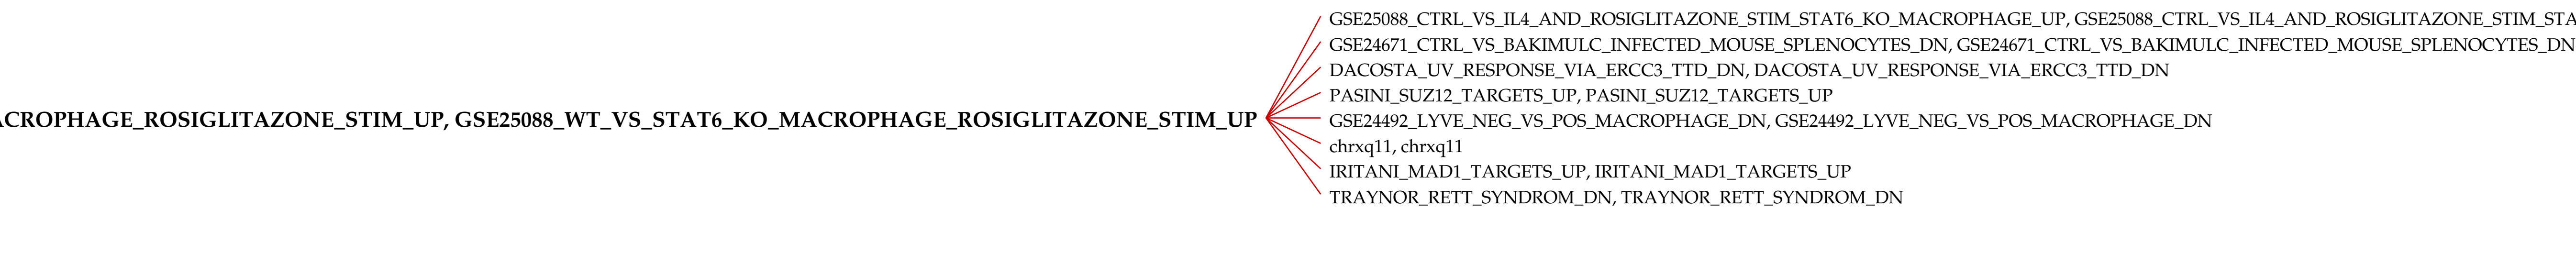 GSE25088_CTRL_VS_IL4_AND_ROSIGLITAZONE_STIM_STAT6_KO_MACROPHAGE_UP, GSE25088_CTRL_VS_IL4_AND_ROSIGLITAZONE_STIM_STA
GSE24671_CTRL_VS_BAKIMULC_INFECTED_MOUSE_SPLENOCYTES_DN, GSE24671_CTRL_VS_BAKIMULC_INFECTED_MOUSE_SPLENOCYTES_DN
DACOSTA_UV_RESPONSE_VIA_ERCC3_TTD_DN, DACOSTA_UV_RESPONSE_VIA_ERCC3_TTD_DN
PASINI_SUZ12_TARGETS_UP, PASINI_SUZ12_TARGETS_UP
ACROPHAGE_ROSIGLITAZONE_STIM_UP, GSE25088_WT_VS_STAT6_KO_MACROPHAGE_ROSIGLITAZONE_STIM_UP
GSE24492_LYVE_NEG_VS_POS_MACROPHAGE_DN, GSE24492_LYVE_NEG_VS_POS_MACROPHAGE_DN
chrxq11, chrxq11
IRITANI_MAD1_TARGETS_UP, IRITANI_MAD1_TARGETS_UP
TRAYNOR_RETT_SYNDROM_DN, TRAYNOR_RETT_SYNDROM_DN